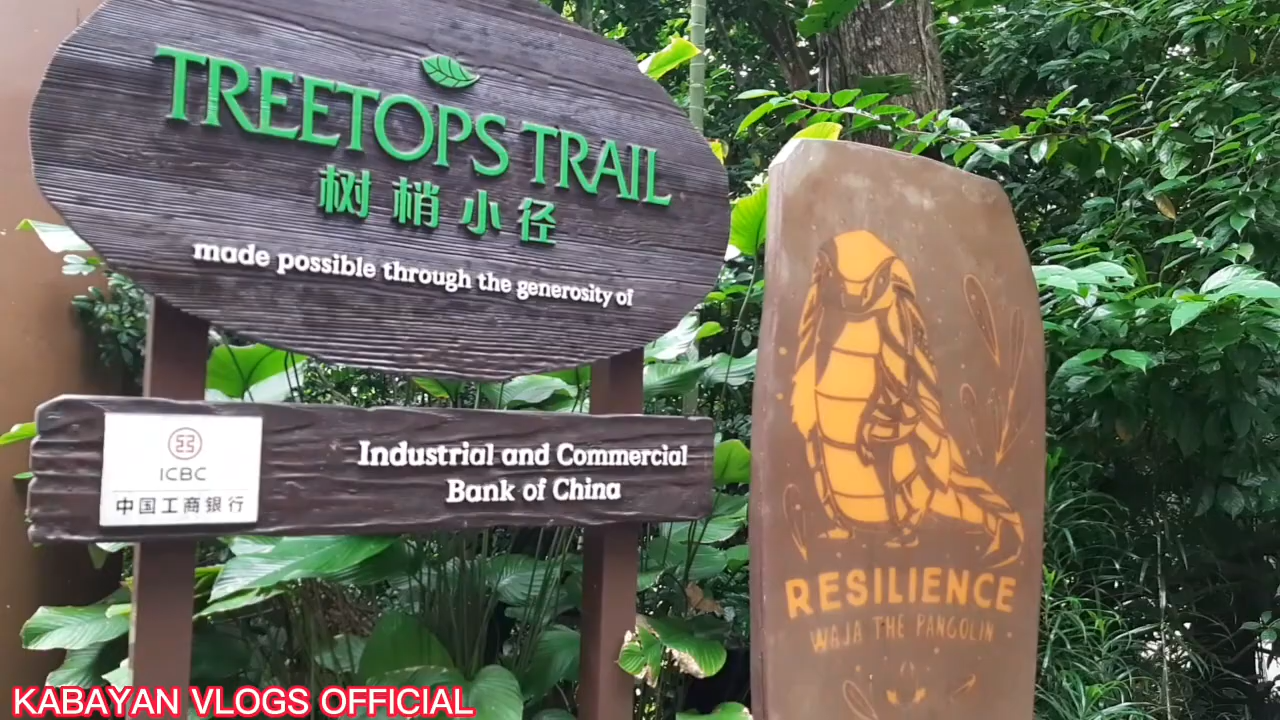 TREETOPS TRAIL
树梢小径
made possible through the generosity of
ICBC
中国工商银行
Industrial and Commercial
Bank of China
RESILIENCE
WAJA THE PANGOLIN
KABAYAN VLOGS OFFICIAL